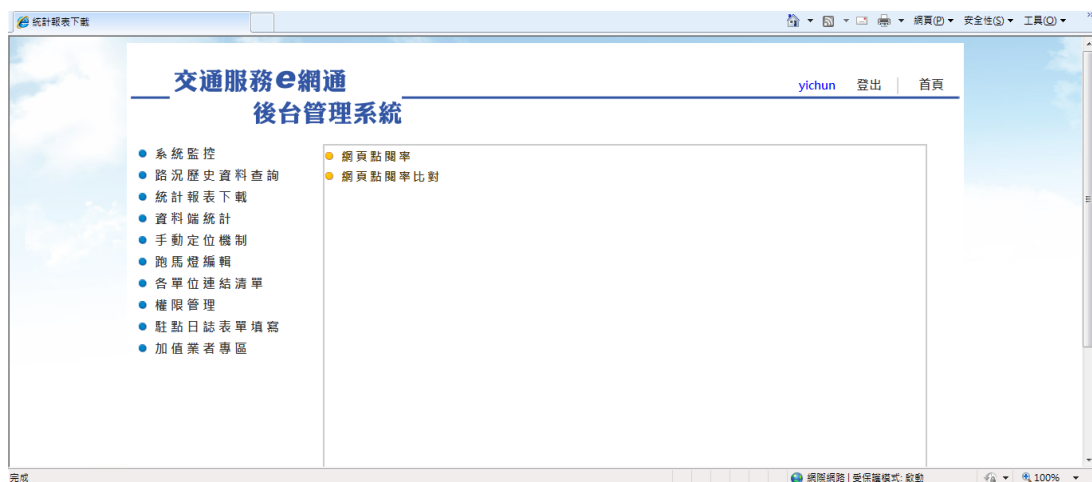 統計報表下載
網頁(P) 安全性(S) 工具(O) »
交通服務e網通
後台管理系統
yichun 登出 | 首頁
系統監控
路況歷史資料查詢
統計報表下載
資料端統計
手動定位機制
跑馬燈編輯
各單位連結清單
權限管理
駐點日誌表單填寫
加值業者專區
網頁點閱率
網頁點閱率比對
完成
網際網路 | 受保護模式: 啟動
100%